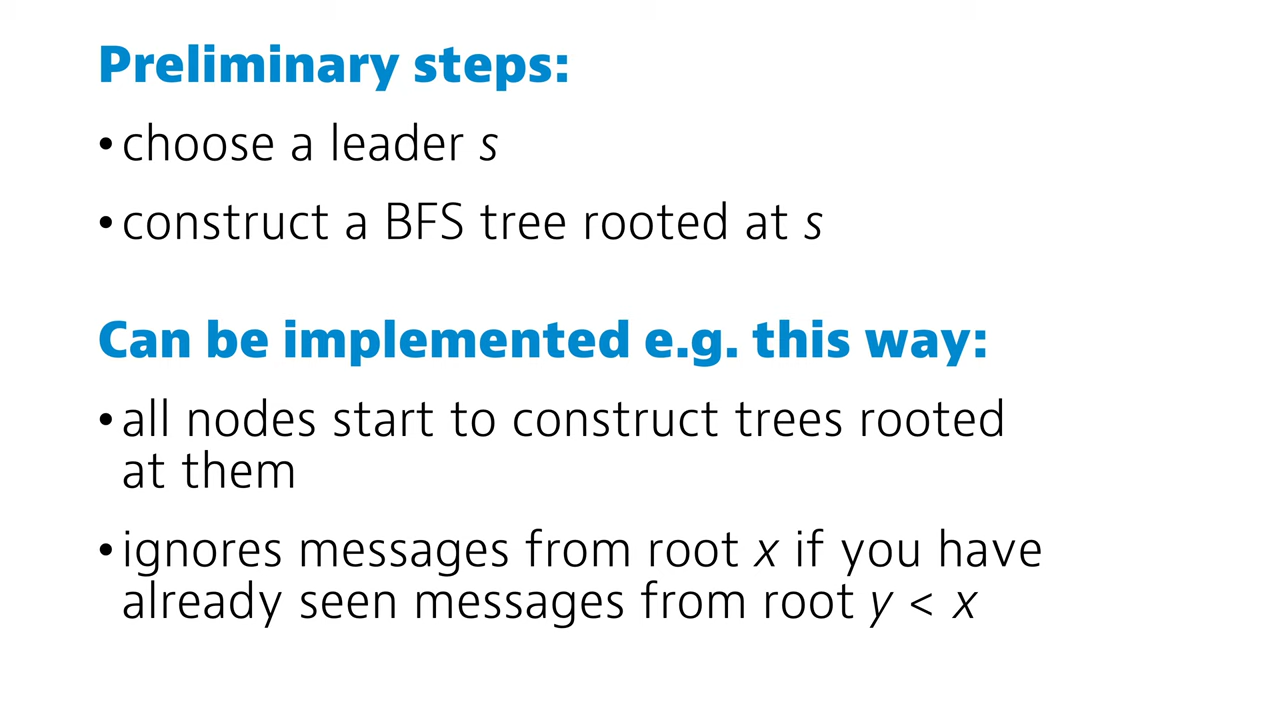 Preliminary steps:
• choose a leader s
• construct a BFS tree rooted at s
Can be implemented e.g. this way:
• all nodes start to construct trees rooted
at them
• ignores messages from root x if you have
already seen messages from root y < x